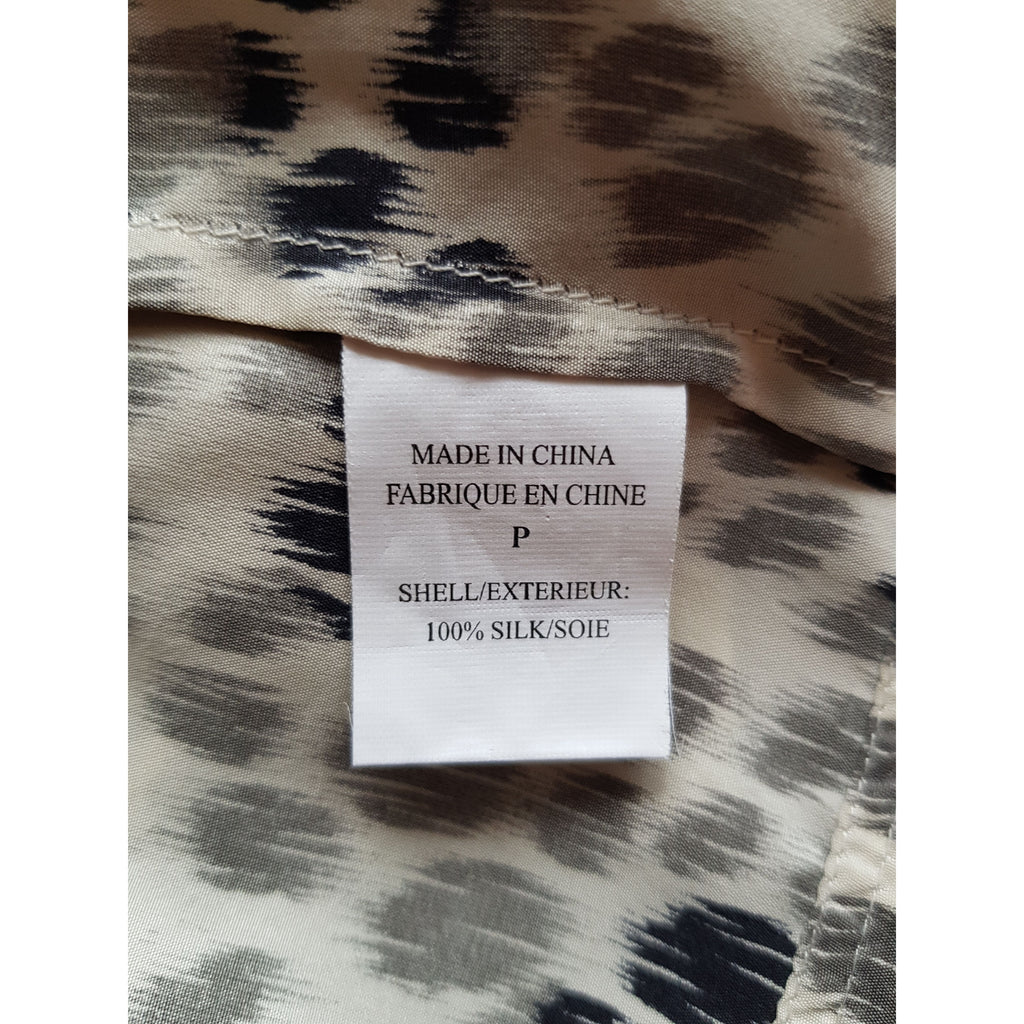 MADE IN CHINA
FABRIQUE EN CHINE
P
SHELL/EXTERIEUR:
100% SILK/SOIE